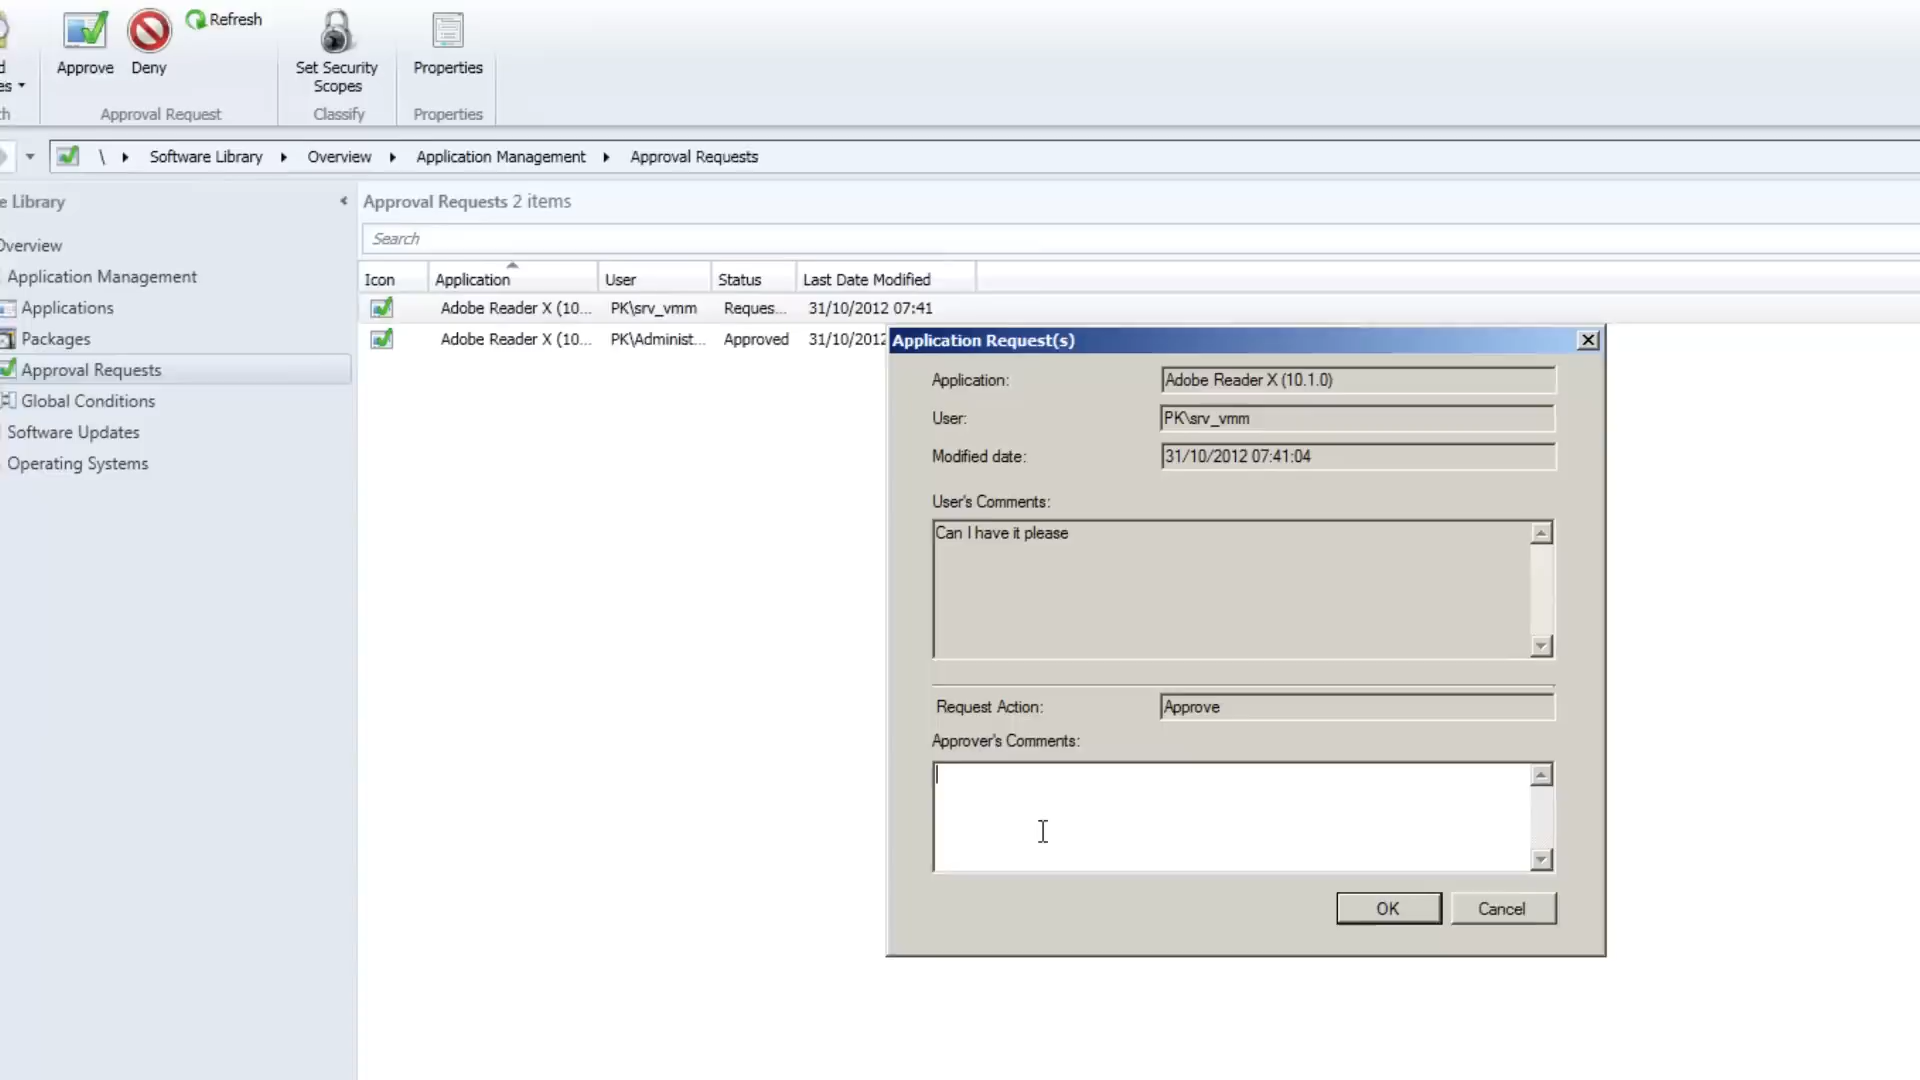 Refresh
Approve
Deny
Set Security
Scopes
Properties
d
es
Approval Request
Classify
Properties
h
\ Software Library Overview Application Management Approval Requests
e Library
Overview
Application Management
Applications
Packages
Approval Requests
Global Conditions
Software Updates
Operating Systems
Approval Requests 2 items
Search
Icon Application User Status Last Date Modified
Adobe Reader X (10... PK\srv_vmm Reques... 31/10/2012 07:41
Adobe Reader X (10... PK\Administ... Approved 31/10/2012
Application Request(s)
Application: Adobe Reader X (10.1.0)
User: PK\srv_vmm
Modified date: 31/10/2012 07:41:04
User's Comments:
Can I have it please
Request Action: Approve
Approver's Comments:
OK Cancel